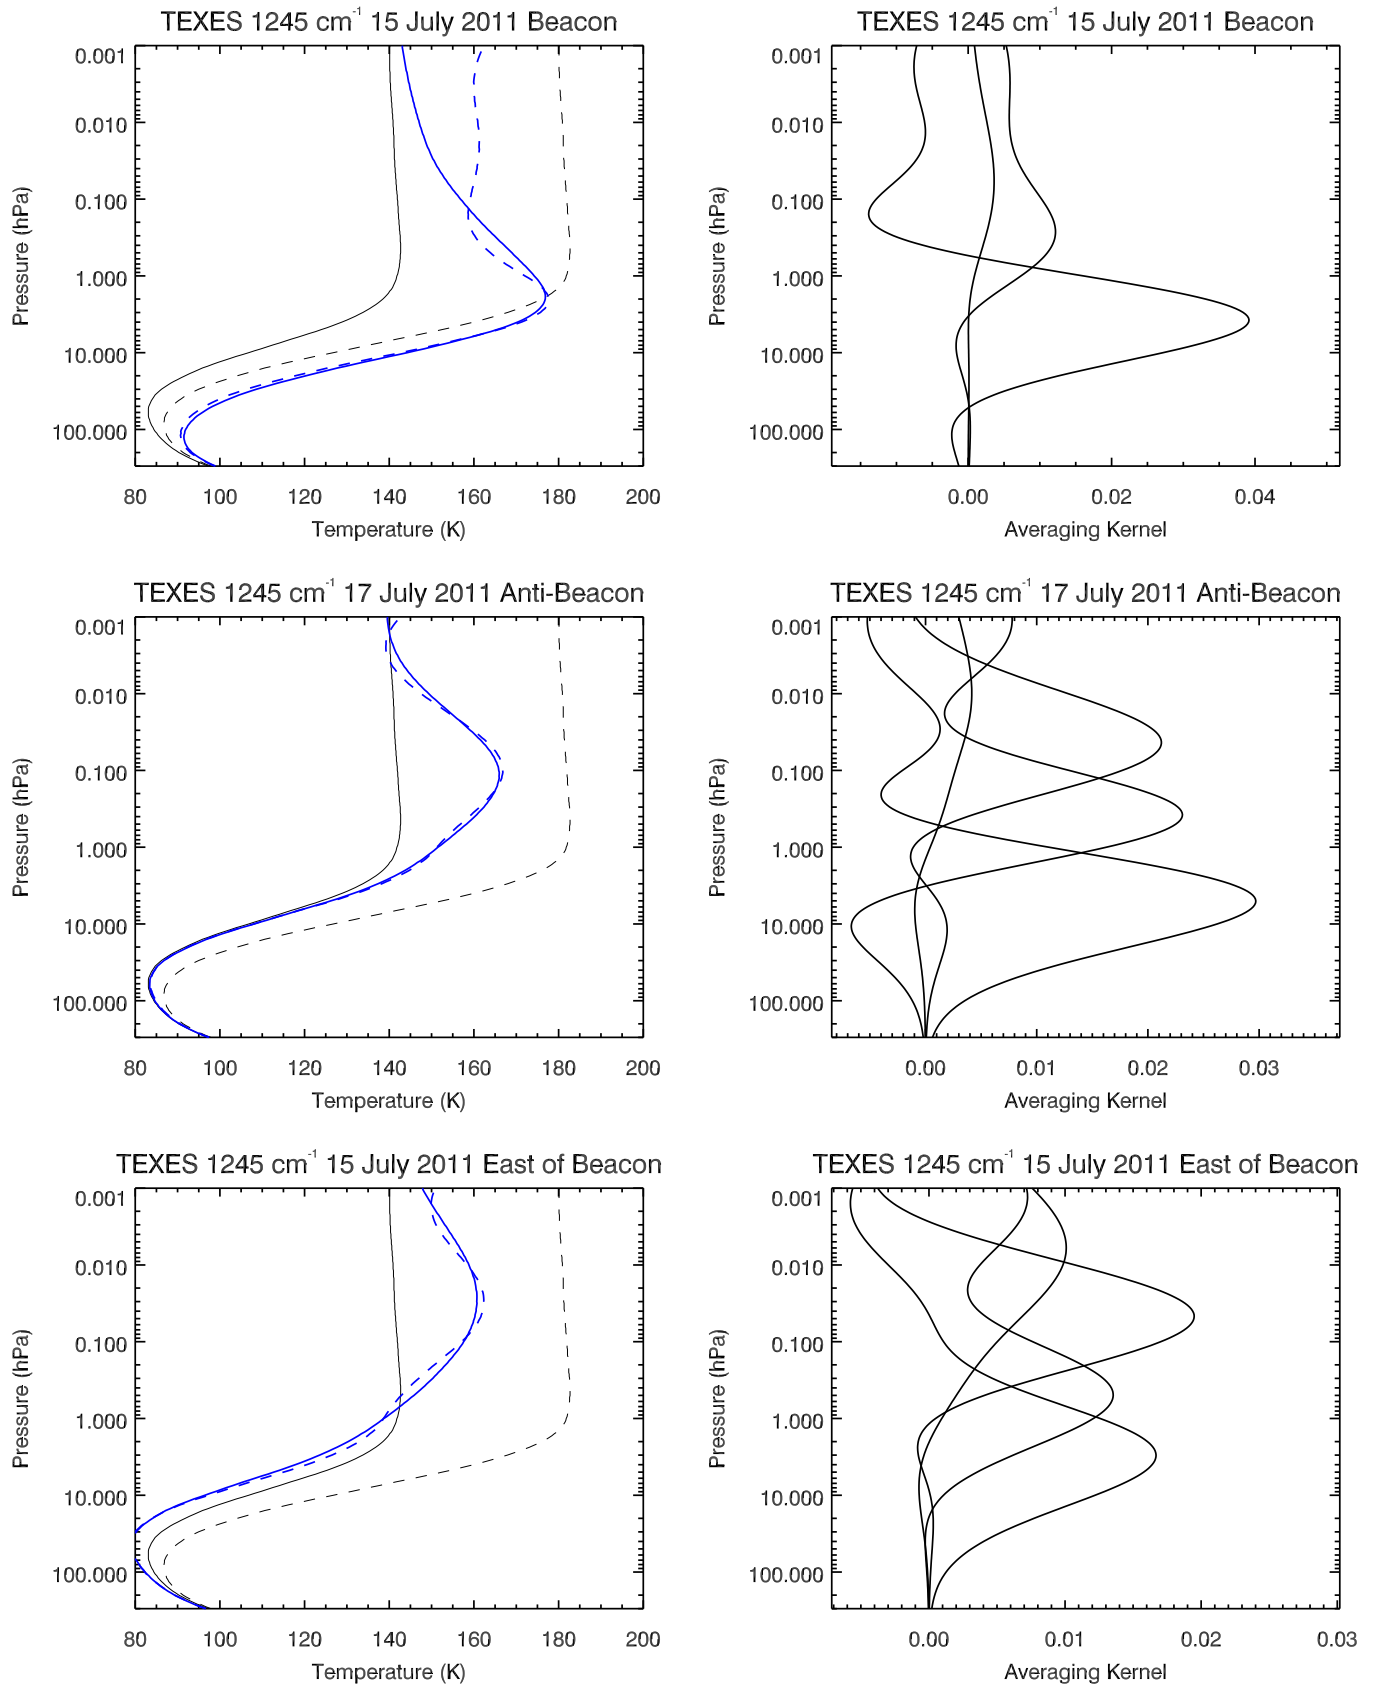 TEXES 1245 cm⁻¹ 15 July 2011 Beacon
Pressure (hPa)
0.001
0.010
0.100
1.000
10.000
100.000
80 100 120 140 160 180 200
Temperature (K)
TEXES 1245 cm⁻¹ 15 July 2011 Beacon
Pressure (hPa)
0.001
0.010
0.100
1.000
10.000
100.000
0.00 0.02 0.04
Averaging Kernel
TEXES 1245 cm⁻¹ 17 July 2011 Anti-Beacon
Pressure (hPa)
0.001
0.010
0.100
1.000
10.000
100.000
80 100 120 140 160 180 200
Temperature (K)
TEXES 1245 cm⁻¹ 17 July 2011 Anti-Beacon
Pressure (hPa)
0.001
0.010
0.100
1.000
10.000
100.000
0.00 0.01 0.02 0.03
Averaging Kernel
TEXES 1245 cm⁻¹ 15 July 2011 East of Beacon
Pressure (hPa)
0.001
0.010
0.100
1.000
10.000
100.000
80 100 120 140 160 180 200
Temperature (K)
TEXES 1245 cm⁻¹ 15 July 2011 East of Beacon
Pressure (hPa)
0.001
0.010
0.100
1.000
10.000
100.000
0.00 0.01 0.02 0.03
Averaging Kernel